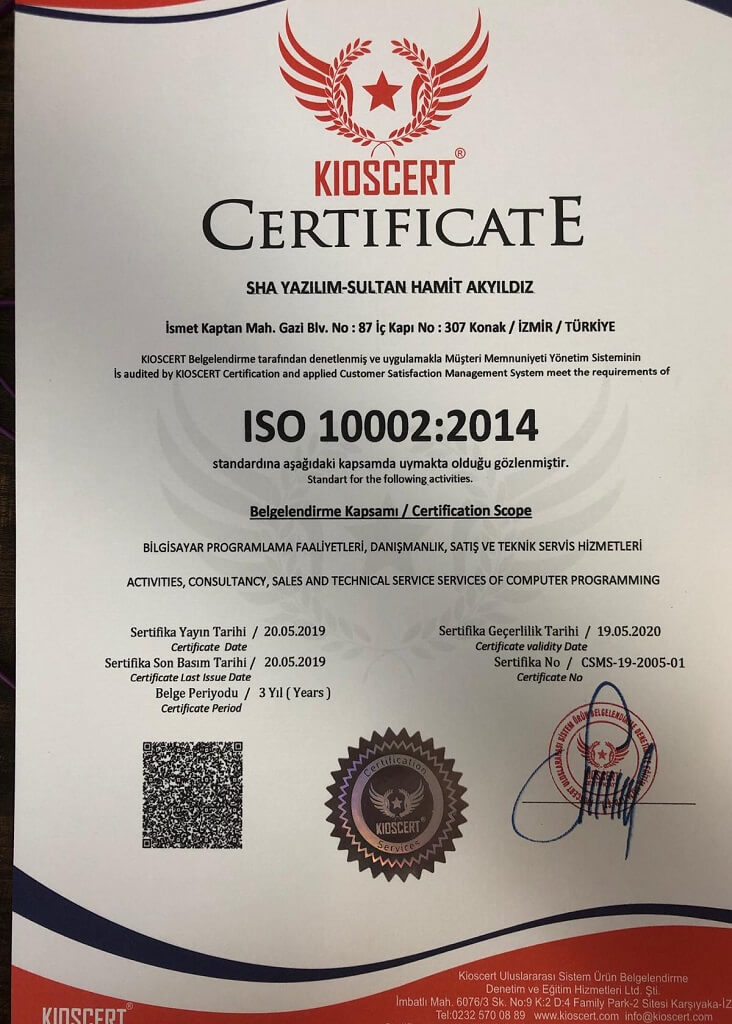 KIOSCERT®
CERTIFICATE
SHA YAZILIM-SULTAN HAMİT AKYILDIZ
İsmet Kaptan Mah. Gazi Blv. No : 87 İç Kapı No : 307 Konak / İZMİR / TÜRKİYE
KIOSCERT Belgelendirme tarafından denetlenmiş ve uygulamakla Müşteri Memnuniyeti Yönetim Sisteminin
İs audited by KIOSCERT Certification and applied Customer Satisfaction Management System meet the requirements of
ISO 10002:2014
standardına aşağıdaki kapsamda uymakta olduğu gözlenmiştir.
Standart for the following activities.
Belgelendirme Kapsamı / Certification Scope
BİLGİSAYAR PROGRAMLAMA FAALİYETLERİ, DANIŞMANLIK, SATIŞ VE TEKNİK SERVİS HİZMETLERİ
ACTIVITIES, CONSULTANCY, SALES AND TECHNICAL SERVICE SERVICES OF COMPUTER PROGRAMMING
Sertifika Yayın Tarihi / 20.05.2019 Sertifika Geçerlilik Tarihi / 19.05.2020
Certificate Date Certificate validity Date
Sertifika Son Basım Tarihi / 20.05.2019 Sertifika No / CSMS-19-2005-01
Certificate Last Issue Date Certificate No
Belge Periyodu / 3 Yıl ( Years )
Certificate Period
Certification
KIOSCERT
Services
Kioscert Uluslararası Sistem Ürün Belgelendirme
Denetim ve Eğitim Hizmetleri Ltd. Şti.
İmbatlı Mah. 6076/3 Sk. No:9 K:2 D:4 Family Park-2 Sitesi Karşıyaka-İZ
Tel:0232 570 08 89 www.kioscert.com info@kioscert.com
KIOSCERT®